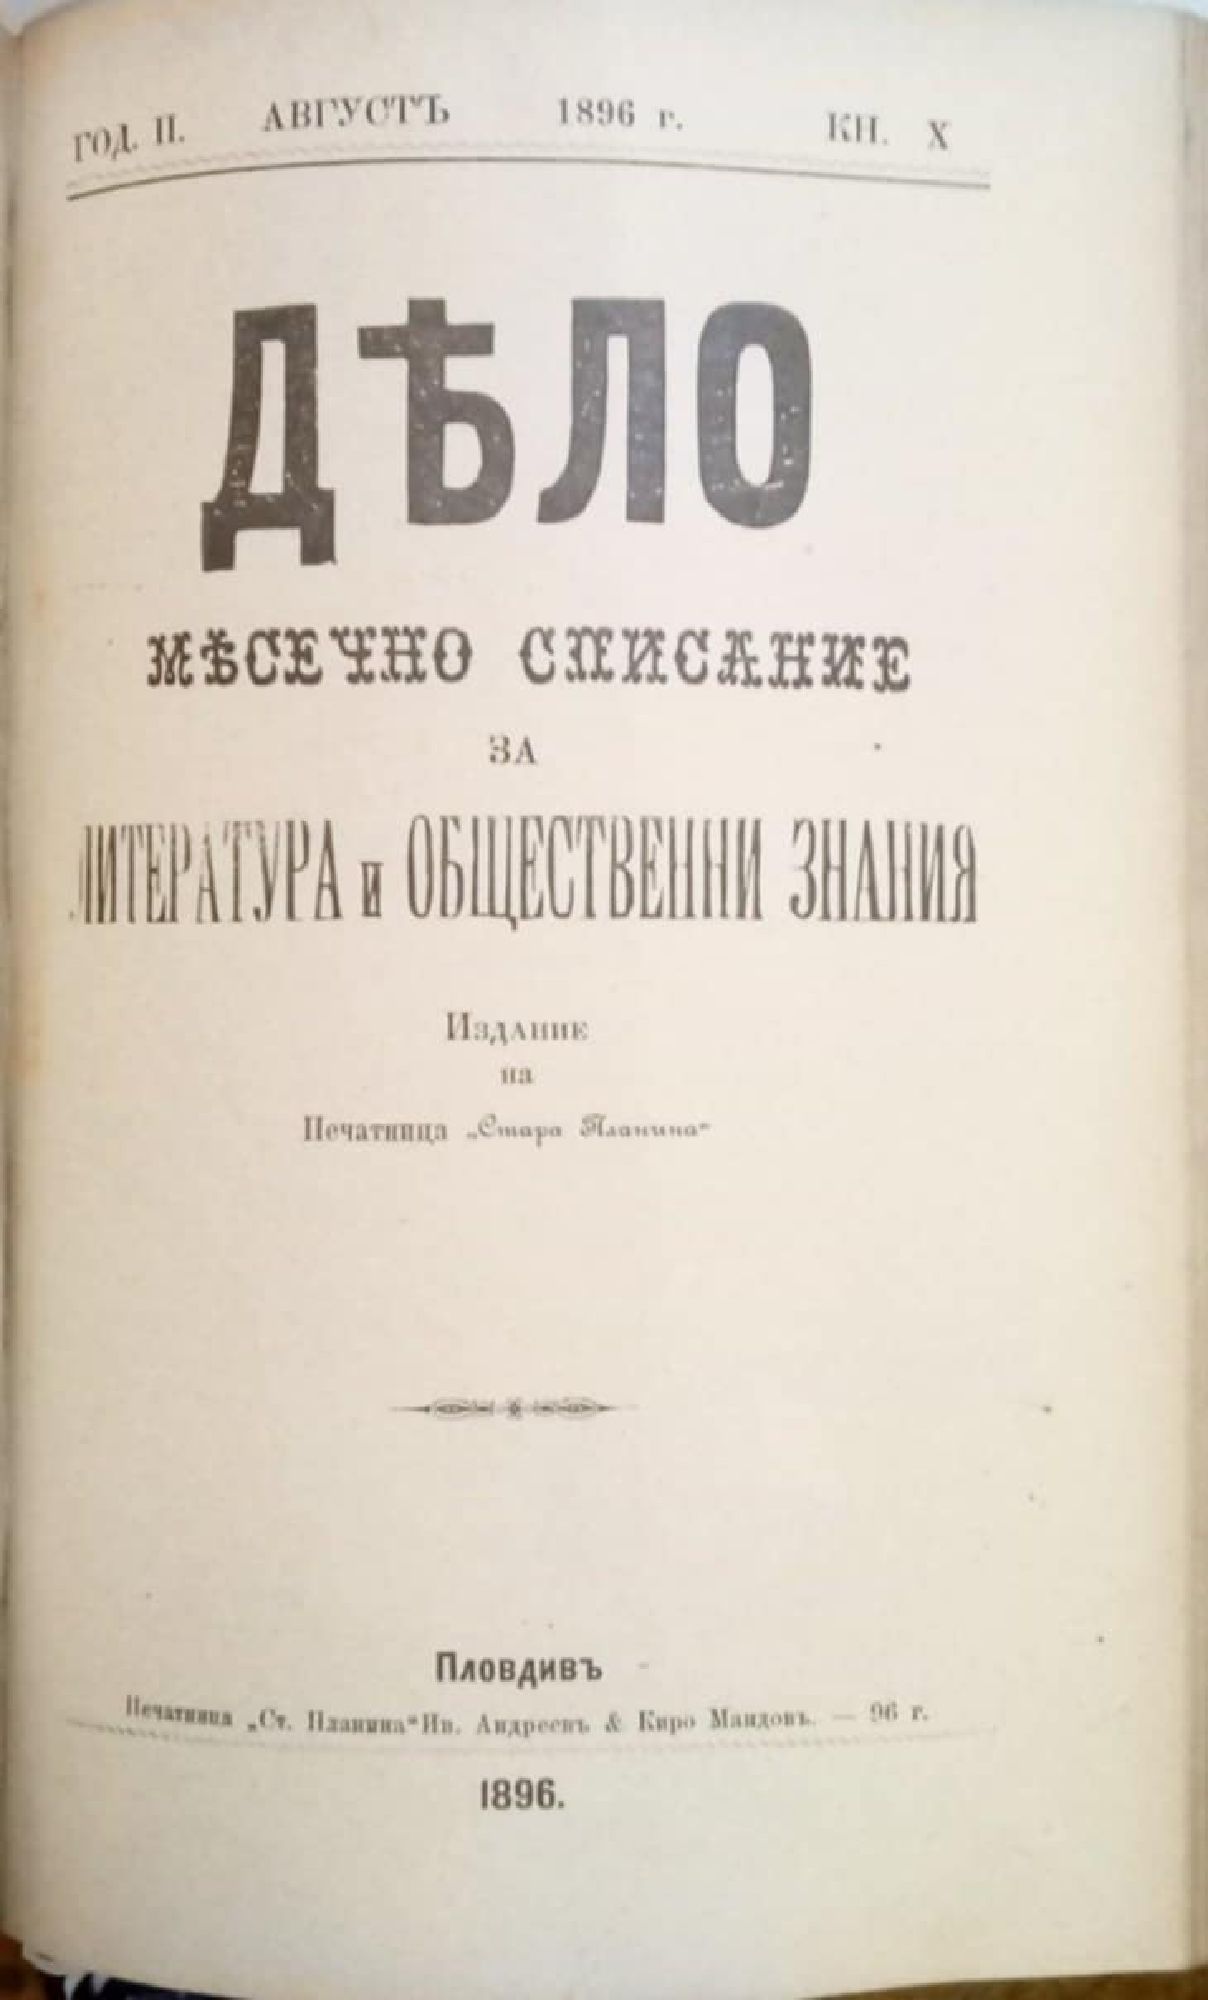 ГОД. II. АВГУСТЪ 1896 г. КН. X
ДѢЛО
МѢСЕЧНО СПИСАНИЕ
ЗА
ЛИТЕРАТУРА и ОБЩЕСТВЕННИ ЗНАНИЯ
Издание
на
Печатница „Стара Планина“
Пловдивъ
Печатница „Ст. Планина“ Ив. Андреевъ & Киро Мандовъ. — 96 г.
1896.